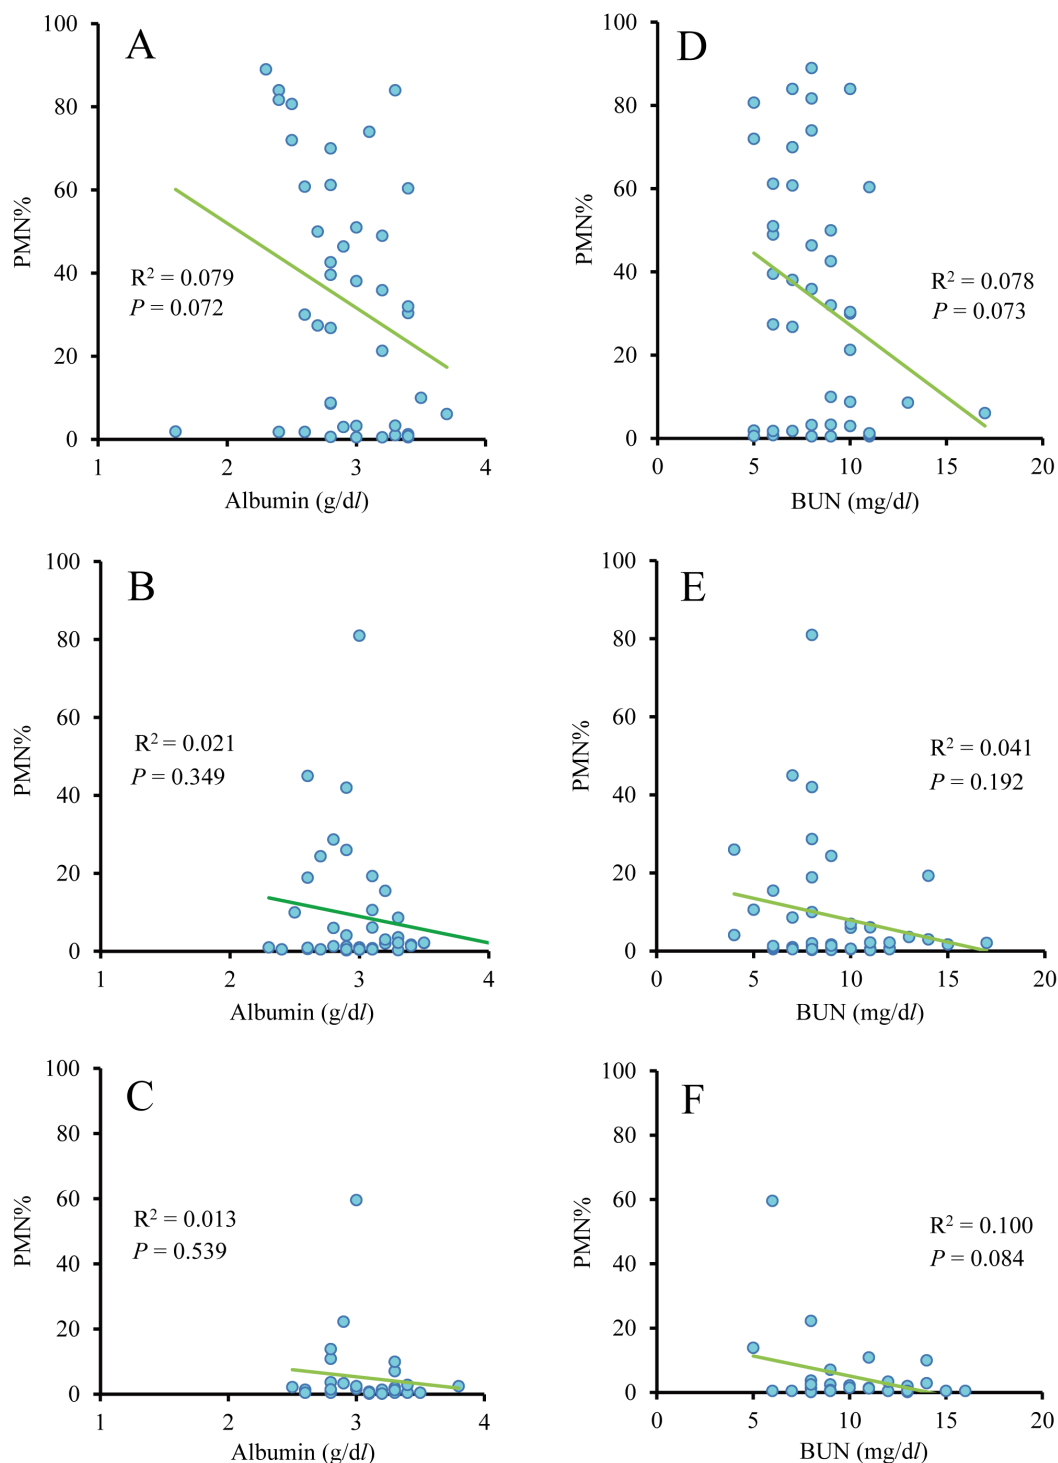 A
100
80
60
40
20
0
PMN%
R² = 0.079
P = 0.072
1 2 3 4
Albumin (g/dl)
D
100
80
60
40
20
0
PMN%
R² = 0.078
P = 0.073
0 5 10 15 20
BUN (mg/dl)
B
100
80
60
40
20
0
PMN%
R² = 0.021
P = 0.349
1 2 3 4
Albumin (g/dl)
E
100
80
60
40
20
0
PMN%
R² = 0.041
P = 0.192
0 5 10 15 20
BUN (mg/dl)
C
100
80
60
40
20
0
PMN%
R² = 0.013
P = 0.539
1 2 3 4
Albumin (g/dl)
F
100
80
60
40
20
0
PMN%
R² = 0.100
P = 0.084
0 5 10 15 20
BUN (mg/dl)